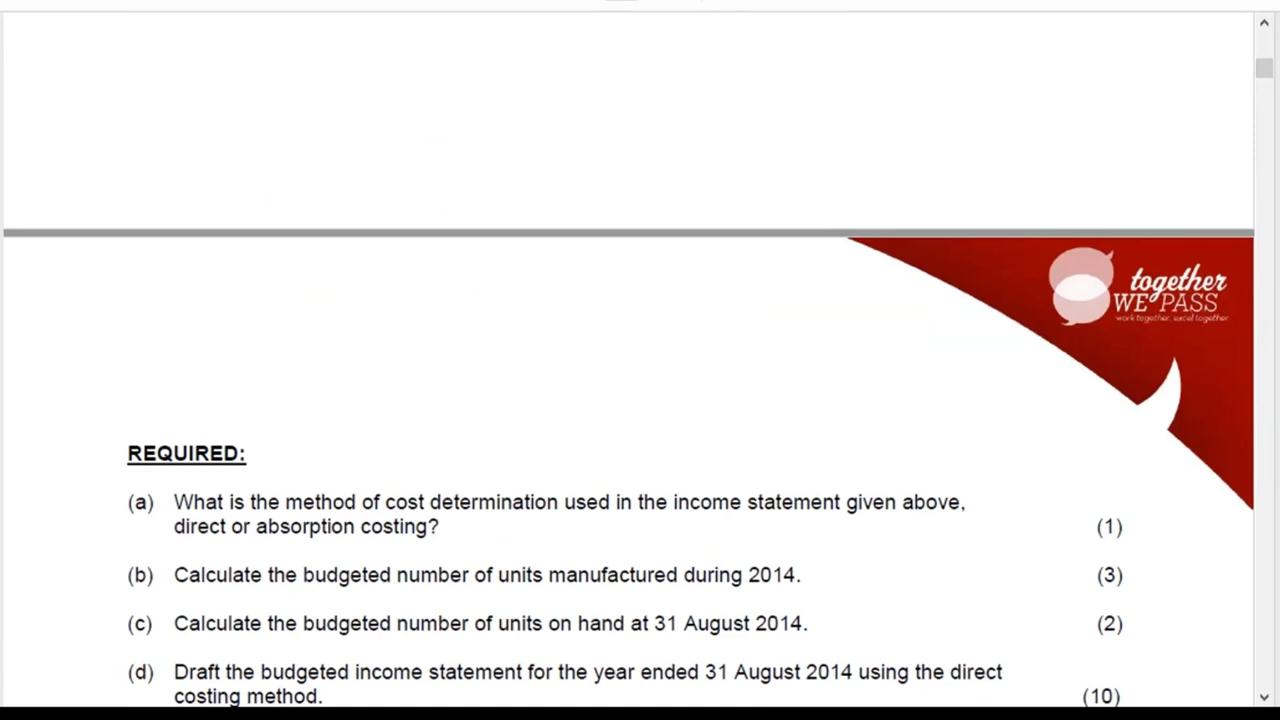 together
WE PASS
work together, excel together
REQUIRED:
(a) What is the method of cost determination used in the income statement given above,
direct or absorption costing? (1)
(b) Calculate the budgeted number of units manufactured during 2014. (3)
(c) Calculate the budgeted number of units on hand at 31 August 2014. (2)
(d) Draft the budgeted income statement for the year ended 31 August 2014 using the direct
costing method. (10)